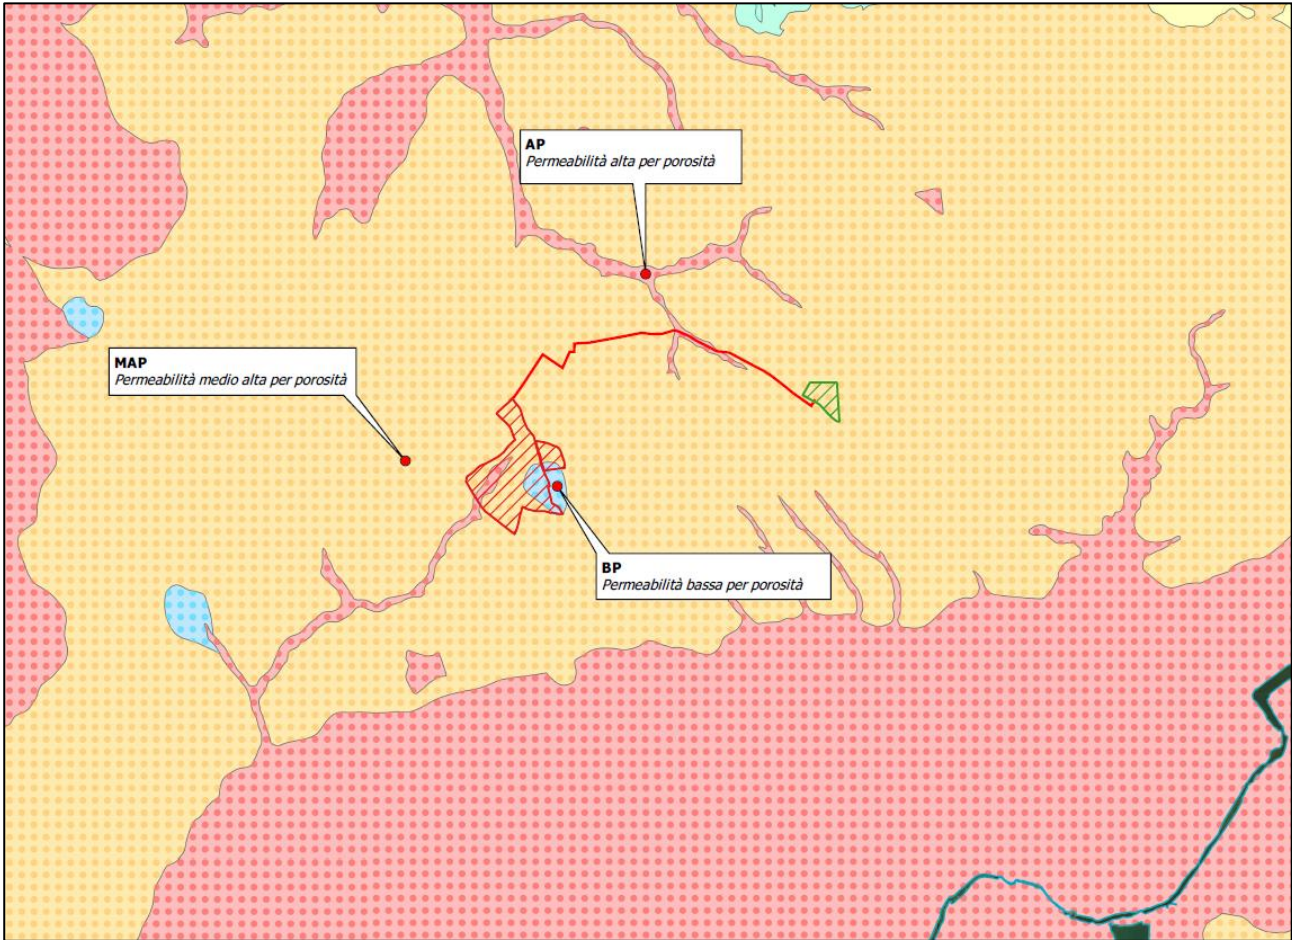 AP
Permeabilità alta per porosità
MAP
Permeabilità medio alta per porosità
BP
Permeabilità bassa per porosità